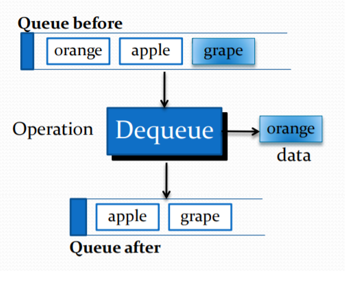 Queue before
orange apple grape
Operation Dequeue orange
data
apple grape
Queue after